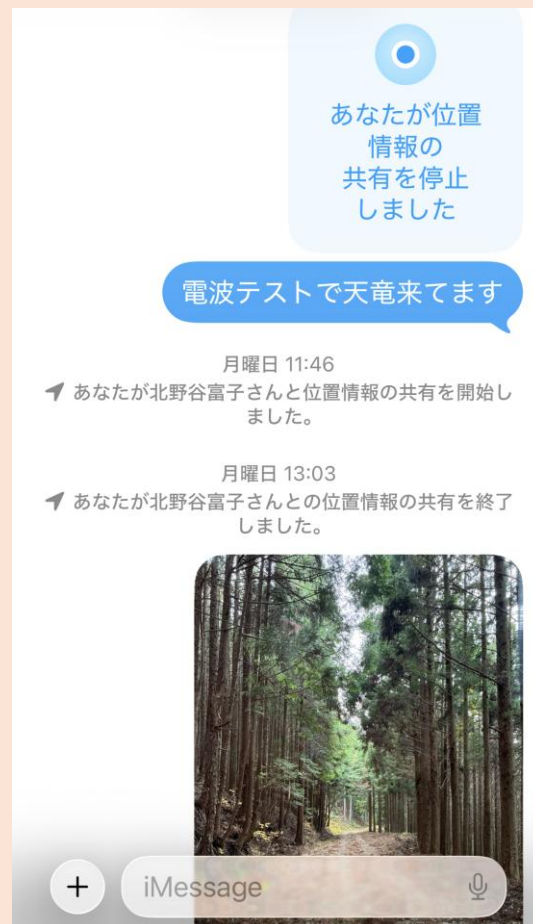 あなたが位置
情報の
共有を停止
しました
電波テストで天竜来てます
月曜日 11:46
あなたが北野谷富子さんと位置情報の共有を開始し
ました。
月曜日 13:03
あなたが北野谷富子さんとの位置情報の共有を終了
しました。
iMessage